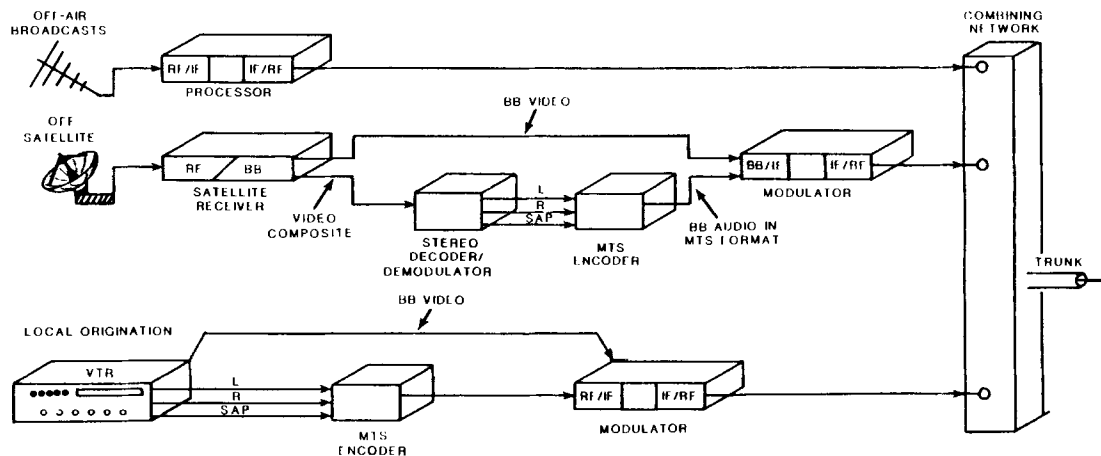 OFF-AIR
BROADCASTS
RF/IF
IF/RF
PROCESSOR
COMBINING
NETWORK
OFF
SATELLITE
RF
BB
SATELLITE
RECEIVER
BB VIDEO
VIDEO
COMPOSITE
L
R
SAP
STEREO
DECODER/
DEMODULATOR
MTS
ENCODER
BB AUDIO IN
MTS FORMAT
BB/IF
IF/RF
MODULATOR
TRUNK
LOCAL ORIGINATION
BB VIDEO
VTR
L
R
SAP
MTS
ENCODER
RF/IF
IF/RF
MODULATOR